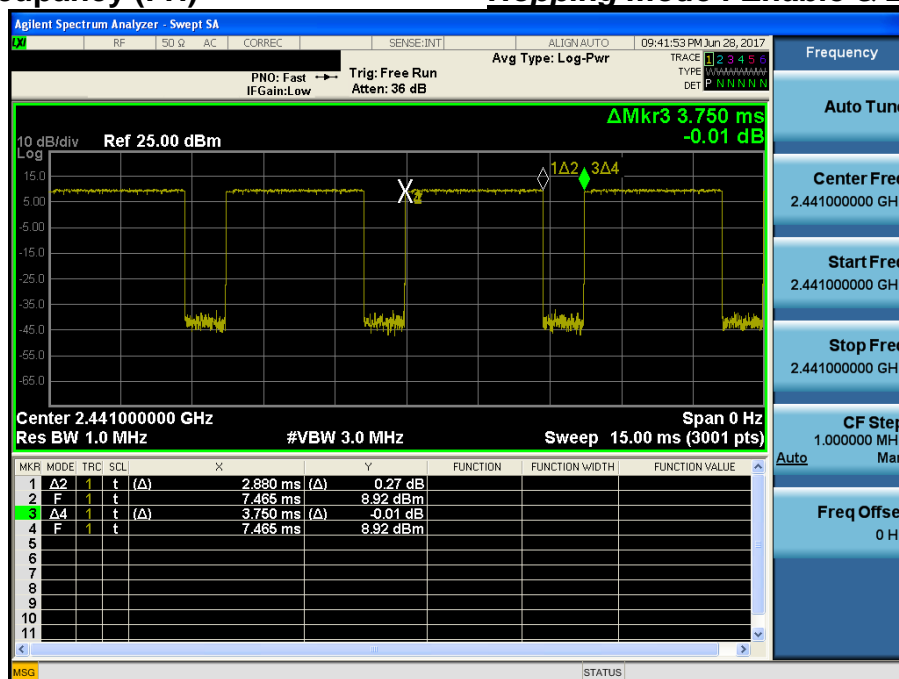 Agilent Spectrum Analyzer - Swept SA
LXI RF 50 Ω AC CORREC SENSE:INT ALIGN AUTO 09:41:53 PM Jun 28, 2017
Avg Type: Log-Pwr TRACE 1 2 3 4 5 6
PNO: Fast Trig: Free Run TYPE
IFGain:Low Atten: 36 dB DET P N N N N N
Frequency
Auto Tune
ΔMkr3 3.750 ms
-0.01 dB
10 dB/div Ref 25.00 dBm
Log
15.0
5.00
-5.00
-15.0
-25.0
-35.0
-45.0
-55.0
-65.0
1Δ2 3Δ4
X
Center Freq
2.441000000 GH
Start Freq
2.441000000 GH
Stop Freq
2.441000000 GH
CF Step
1.000000 MH
Auto Man
Freq Offse
0 H
Center 2.441000000 GHz Span 0 Hz
Res BW 1.0 MHz #VBW 3.0 MHz Sweep 15.00 ms (3001 pts)
MKR MODE TRC SCL X Y FUNCTION FUNCTION WIDTH FUNCTION VALUE
1 Δ2 1 t (Δ) 2.880 ms (Δ) 0.27 dB
2 F 1 t 7.465 ms 8.92 dBm
3 Δ4 1 t (Δ) 3.750 ms (Δ) -0.01 dB
4 F 1 t 7.465 ms 8.92 dBm
5
6
7
8
9
10
11
MSG STATUS